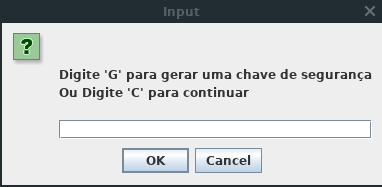 Input
?
Digite 'G' para gerar uma chave de segurança
Ou Digite 'C' para continuar
OK Cancel